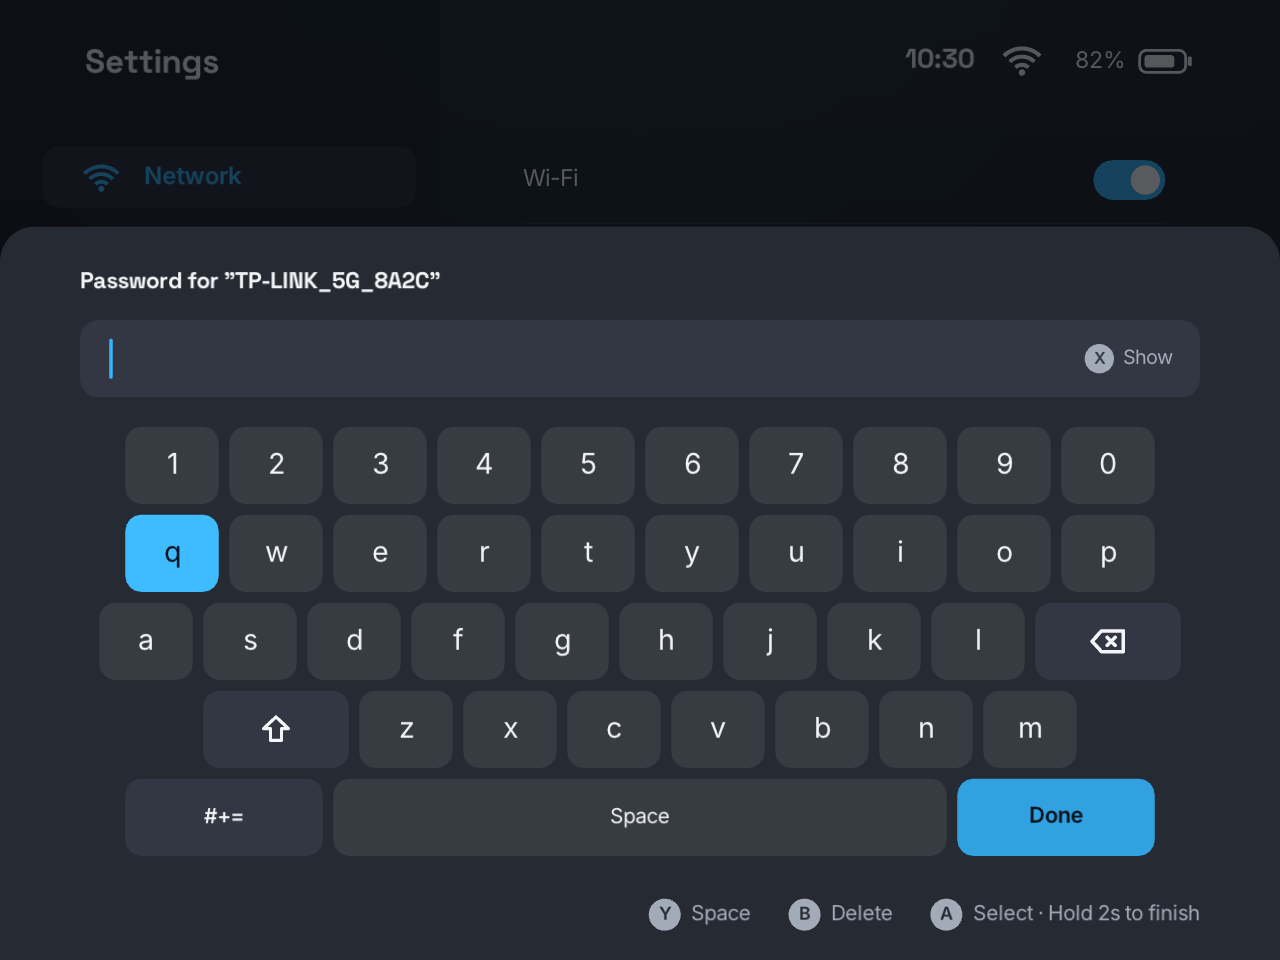 Settings
10:30
82%
Network
Wi-Fi
Password for ”TP-LINK_5G_8A2C”
X Show
1 2 3 4 5 6 7 8 9 0
q w e r t y u i o p
a s d f g h j k l
z x c v b n m
#+= Space Done
Y Space B Delete A Select · Hold 2s to finish